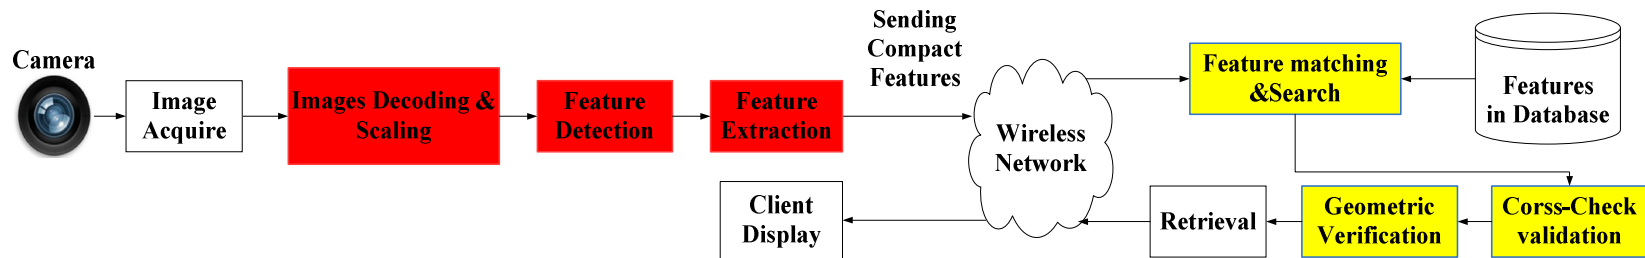 Camera
Image
Acquire
Images Decoding &
Scaling
Feature
Detection
Feature
Extraction
Sending
Compact
Features
Wireless
Network
Feature matching
&Search
Features
in Database
Corss-Check
validation
Geometric
Verification
Retrieval
Client
Display